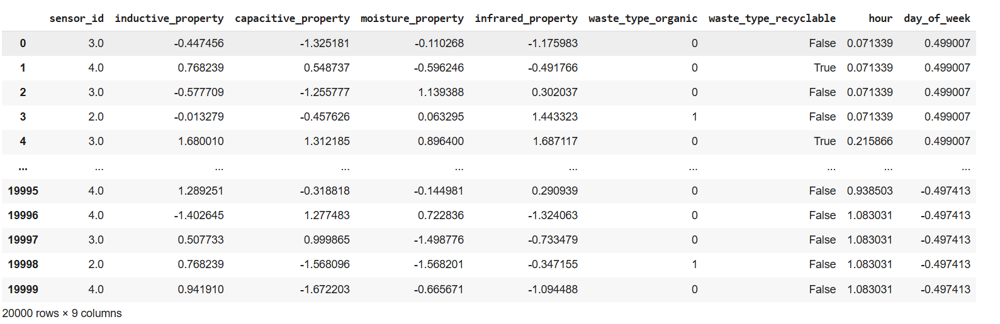 sensor_id inductive_property capacitive_property moisture_property infrared_property waste_type_organic waste_type_recyclable hour day_of_week
0 3.0 -0.447456 -1.325181 -0.110268 -1.175983 0 False 0.071339 0.499007
1 4.0 0.768239 0.548737 -0.596246 -0.491766 0 True 0.071339 0.499007
2 3.0 -0.577709 -1.255777 1.139388 0.302037 0 False 0.071339 0.499007
3 2.0 -0.013279 -0.457626 0.063295 1.443323 1 False 0.071339 0.499007
4 3.0 1.680010 1.312185 0.896400 1.687117 0 True 0.215866 0.499007
... ... ... ... ... ... ... ... ... ...
19995 4.0 1.289251 -0.318818 -0.144981 0.290939 0 False 0.938503 -0.497413
19996 4.0 -1.402645 1.277483 0.722836 -1.324063 0 False 1.083031 -0.497413
19997 3.0 0.507733 0.999865 -1.498776 -0.733479 0 False 1.083031 -0.497413
19998 2.0 0.768239 -1.568096 -1.568201 -0.347155 1 False 1.083031 -0.497413
19999 4.0 0.941910 -1.672203 -0.665671 -1.094488 0 False 1.083031 -0.497413
20000 rows × 9 columns